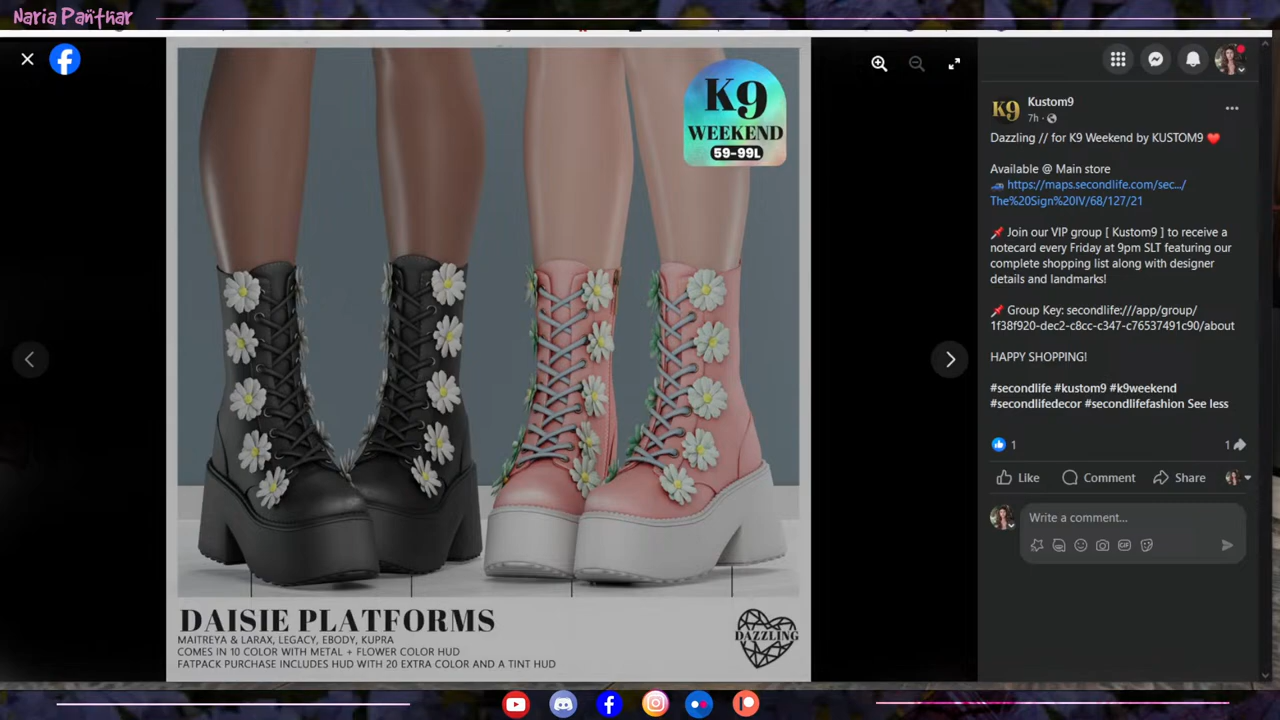 Naria Panthar
K9
WEEKEND
59-99L
DAISIE PLATFORMS
MAITREYA & LARAX, LEGACY, EBODY, KUPRA
COMES IN 10 COLOR WITH METAL + FLOWER COLOR HUD
FATPACK PURCHASE INCLUDES HUD WITH 20 EXTRA COLOR AND A TINT HUD
DAZZLING
K9
Kustom9
7h ·
Dazzling // for K9 Weekend by KUSTOM9 ❤️
Available @ Main store
🚙 https://maps.secondlife.com/sec.../
The%20Sign%20IV/68/127/21
📌 Join our VIP group [ Kustom9 ] to receive a
notecard every Friday at 9pm SLT featuring our
complete shopping list along with designer
details and landmarks!
📌 Group Key: secondlife:///app/group/
1f38f920-dec2-c8cc-c347-c76537491c90/about
HAPPY SHOPPING!
#secondlife #kustom9 #k9weekend
#secondlifedecor #secondlifefashion See less
1
1
Like
Comment
Share
Write a comment...
GIF